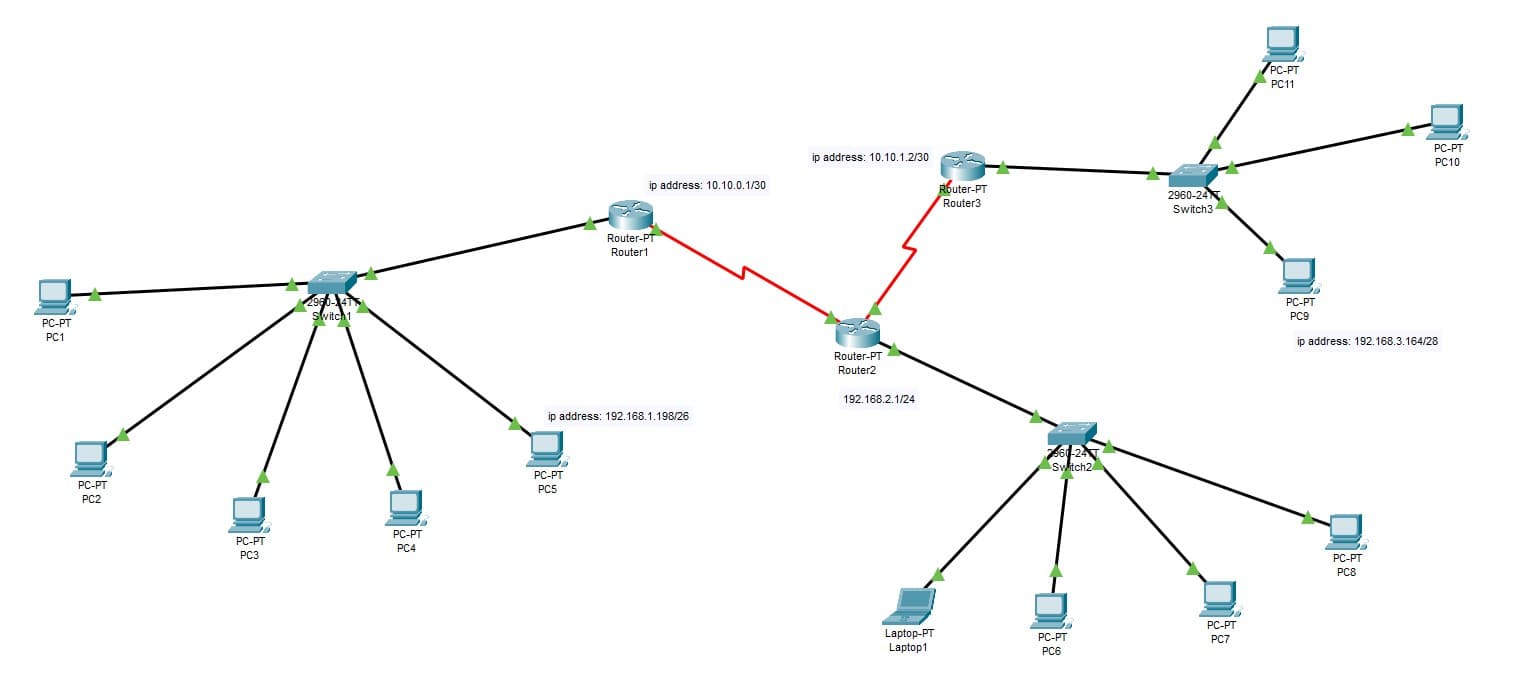 PC-PT
PC11
PC-PT
PC10
ip address: 10.10.1.2/30
Router-PT
Router3
2960-24TT
Switch3
ip address: 10.10.0.1/30
Router-PT
Router1
PC-PT
PC9
ip address: 192.168.3.164/28
2960-24TT
Switch1
PC-PT
PC1
Router-PT
Router2
192.168.2.1/24
ip address: 192.168.1.198/26
PC-PT
PC5
2960-24TT
Switch2
PC-PT
PC2
PC-PT
PC3
PC-PT
PC4
PC-PT
PC8
Laptop-PT
Laptop1
PC-PT
PC6
PC-PT
PC7